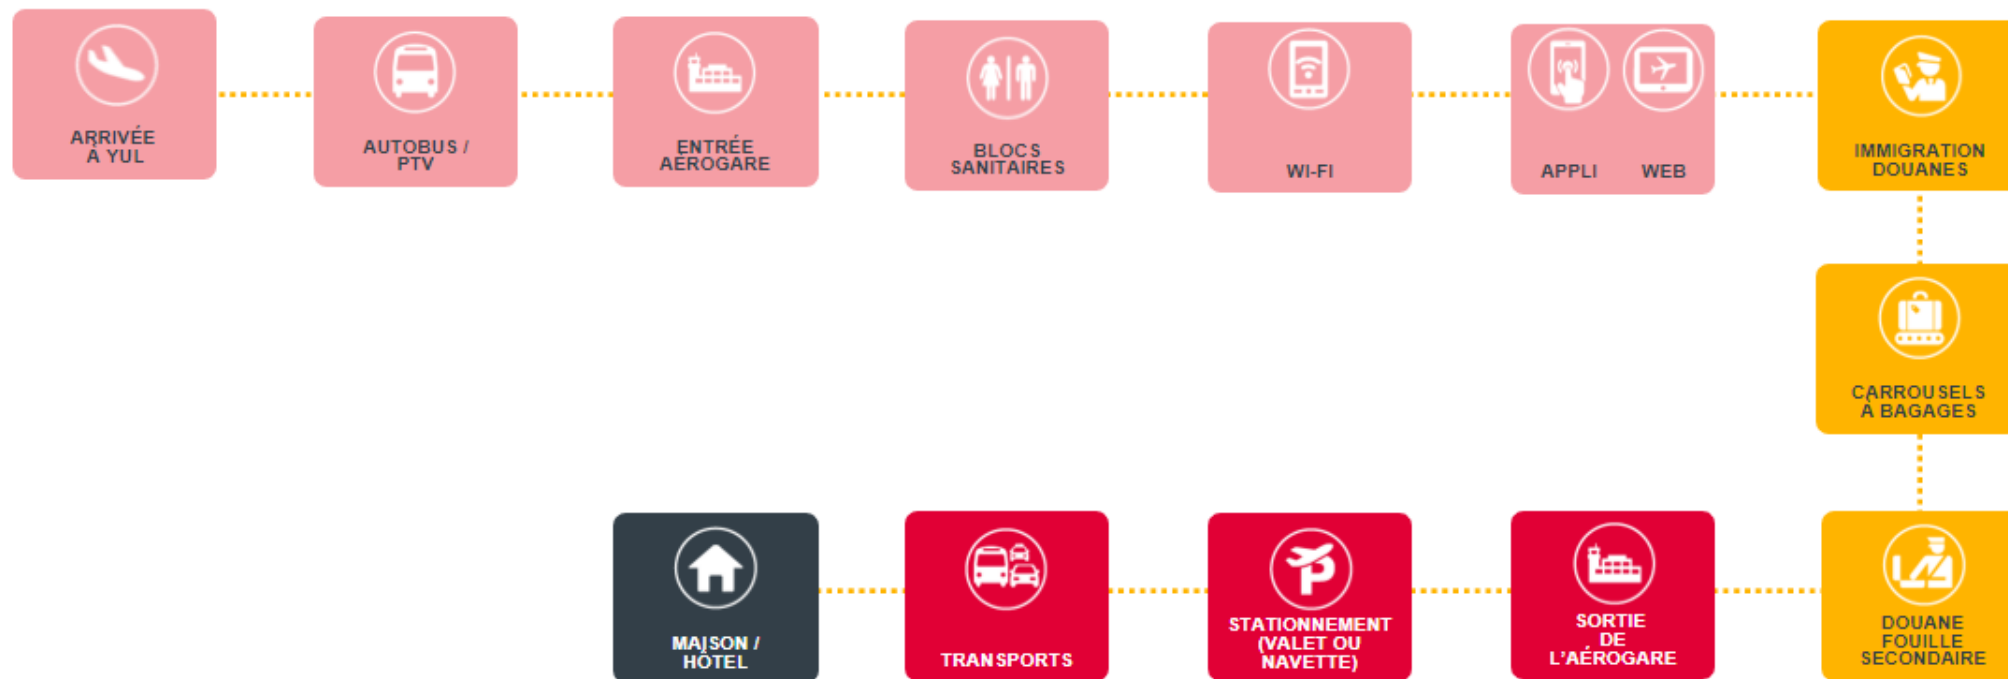 ARRIVÉE
À YUL
AUTOBUS /
PTV
ENTRÉE
AÉROGARE
BLOCS
SANITAIRES
WI-FI
APPLI
WEB
IMMIGRATION
DOUANES
CARROUSELS
À BAGAGES
MAISON /
HÔTEL
TRANSPORTS
STATIONNEMENT
(VALET OU
NAVETTE)
SORTIE
DE
L'AÉROGARE
DOUANE
FOUILLE
SECONDAIRE